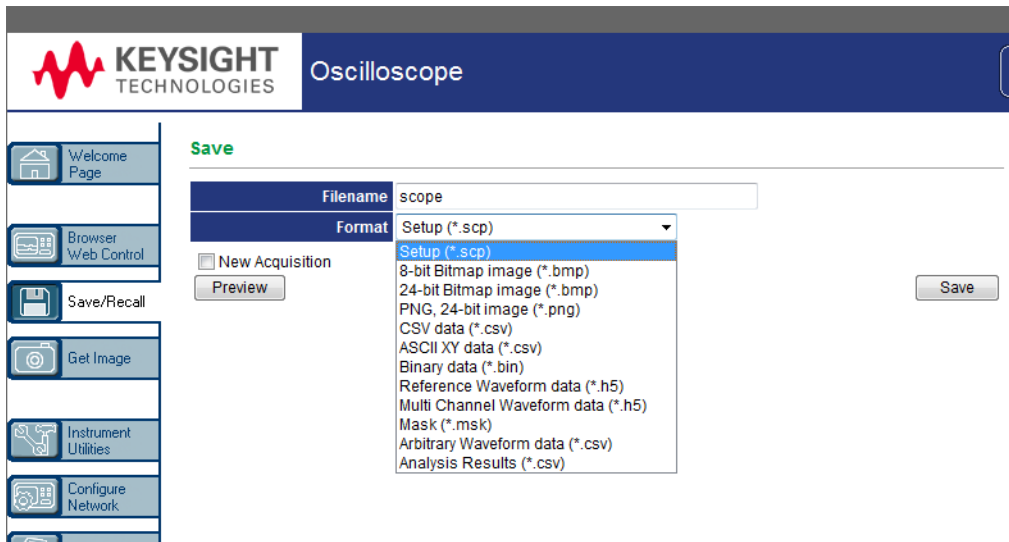 KEYSIGHT
TECHNOLOGIES
Oscilloscope
Welcome
Page
Browser
Web Control
Save/Recall
Get Image
Instrument
Utilities
Configure
Network
Save
Filename scope
Format Setup (*.scp)
Setup (*.scp)
8-bit Bitmap image (*.bmp)
24-bit Bitmap image (*.bmp)
PNG, 24-bit image (*.png)
CSV data (*.csv)
ASCII XY data (*.csv)
Binary data (*.bin)
Reference Waveform data (*.h5)
Multi Channel Waveform data (*.h5)
Mask (*.msk)
Arbitrary Waveform data (*.csv)
Analysis Results (*.csv)
New Acquisition
Preview
Save